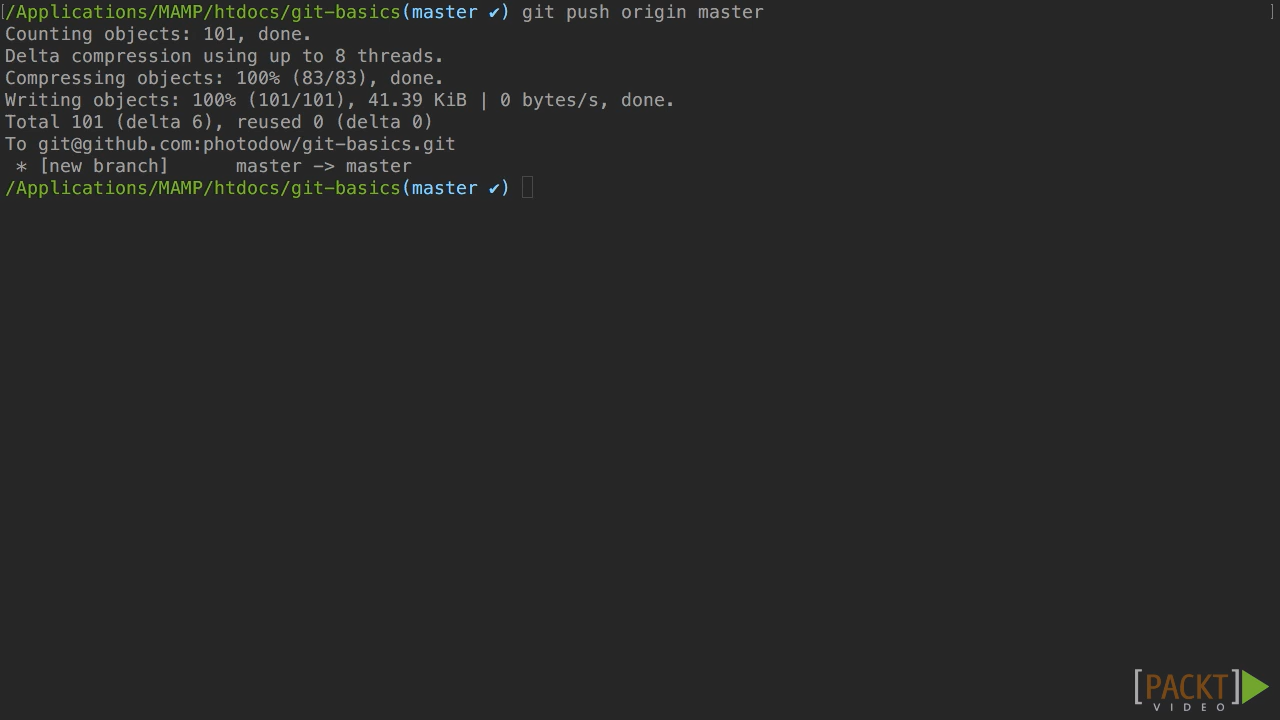 [/Applications/MAMP/htdocs/git-basics(master ✔) git push origin master ]
Counting objects: 101, done.
Delta compression using up to 8 threads.
Compressing objects: 100% (83/83), done.
Writing objects: 100% (101/101), 41.39 KiB | 0 bytes/s, done.
Total 101 (delta 6), reused 0 (delta 0)
To git@github.com:photodow/git-basics.git
 * [new branch]      master -> master
/Applications/MAMP/htdocs/git-basics(master ✔)
[PACKT]
VIDEO